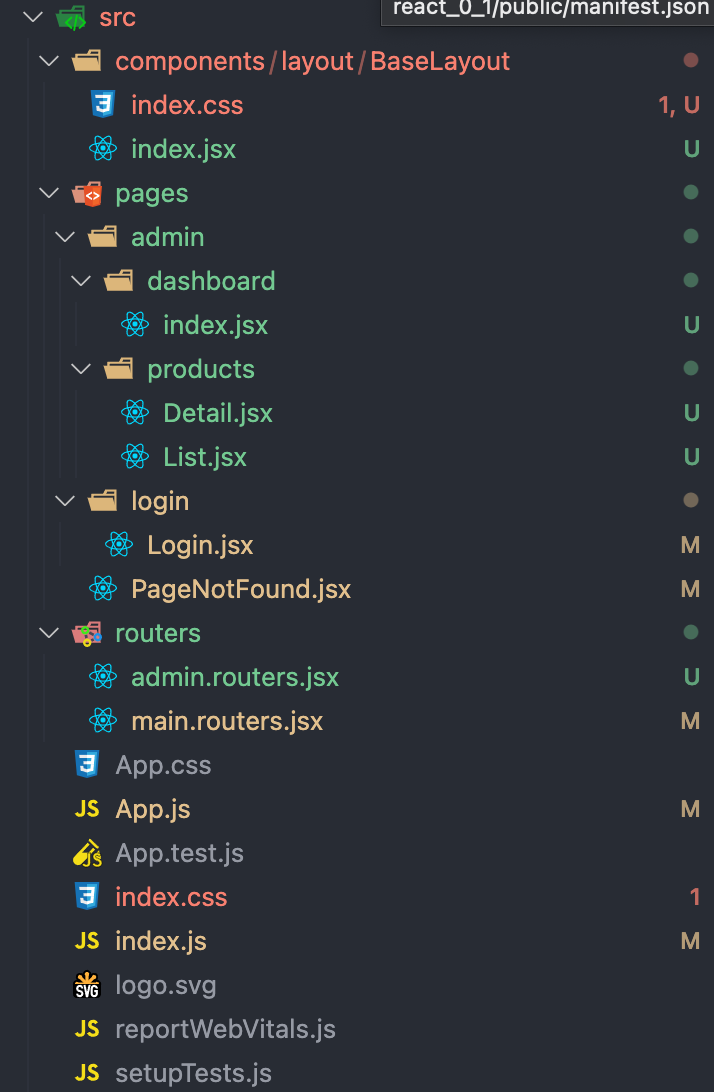 src
react_0_1/public/manifest.json
components/layout/BaseLayout
index.css 1, U
index.jsx U
pages
admin
dashboard
index.jsx U
products
Detail.jsx U
List.jsx U
login
Login.jsx M
PageNotFound.jsx M
routers
admin.routers.jsx U
main.routers.jsx M
App.css
JS App.js M
JS App.test.js
index.css 1
JS index.js M
SVG logo.svg
JS reportWebVitals.js
JS setupTests.js